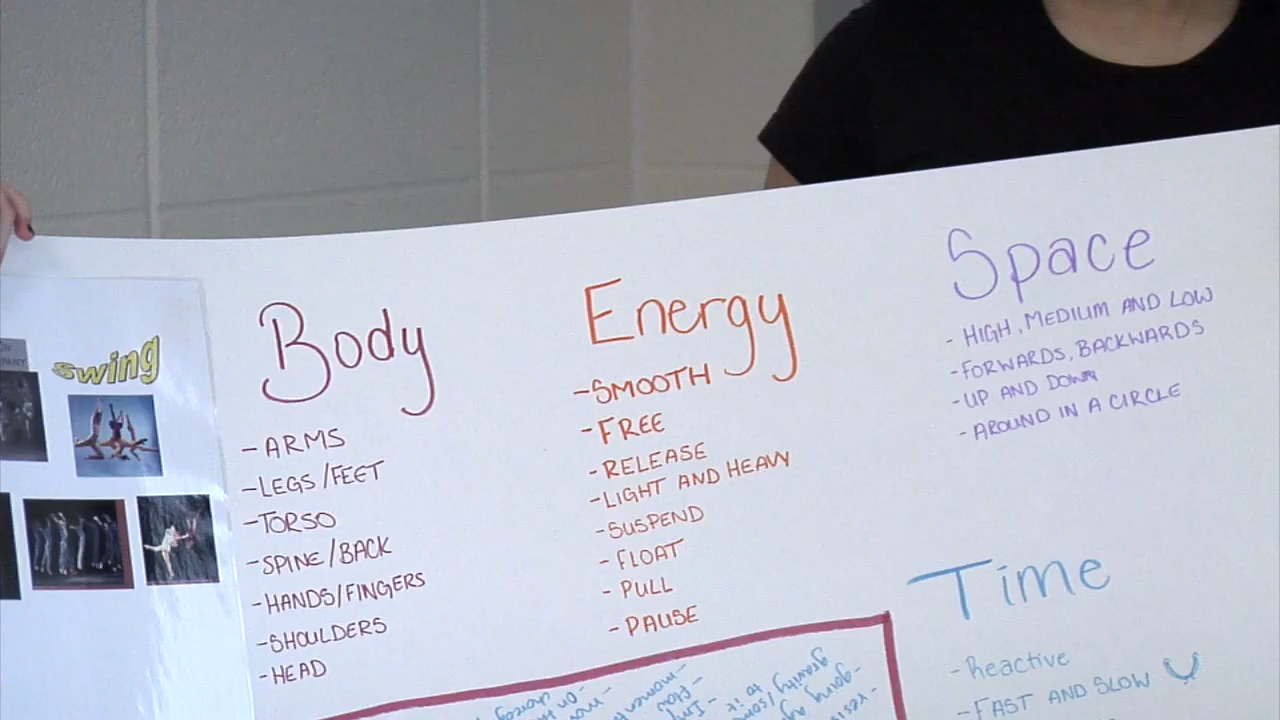 swing
Body
-ARMS
-LEGS/FEET
-TORSO
-SPINE/BACK
-HANDS/FINGERS
-SHOULDERS
-HEAD
Energy
-SMOOTH
-FREE
-RELEASE
-LIGHT AND HEAVY
-SUSPEND
-FLOAT
-PULL
-PAUSE
Space
- HIGH, MEDIUM AND LOW
-FORWARDS, BACKWARDS
-UP AND DOWN
-AROUND IN A CIRCLE
Time
- Reactive
-FAST AND SLOW